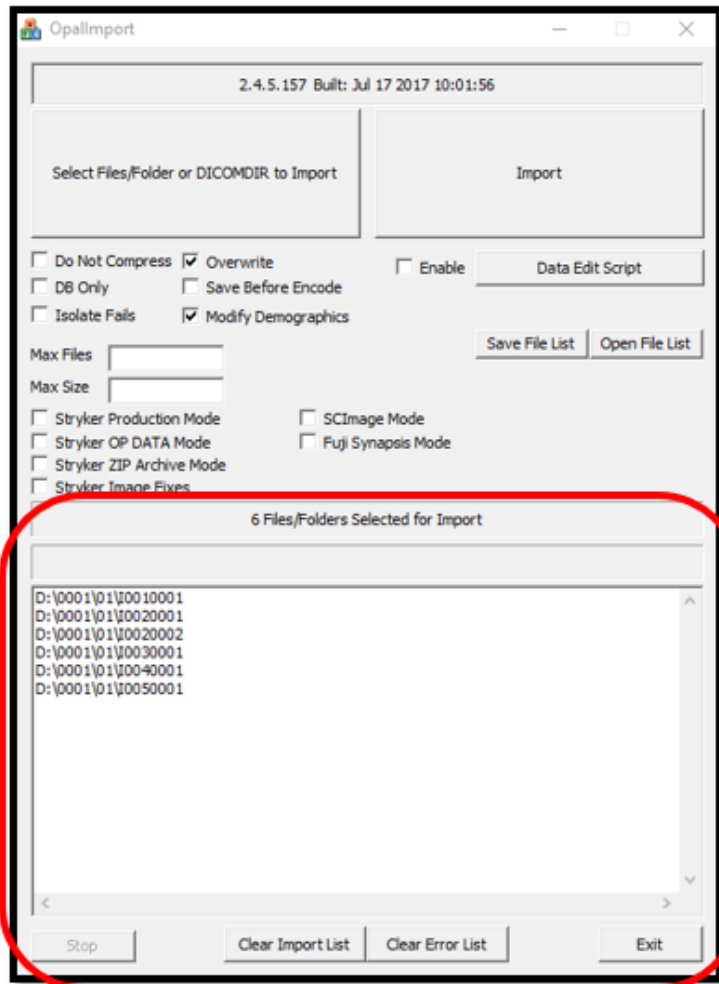 OpalImport
2.4.5.157 Built: Jul 17 2017 10:01:56
Select Files/Folder or DICOMDIR to Import
Import
Do Not Compress
Overwrite
Enable
Data Edit Script
DB Only
Save Before Encode
Isolate Fails
Modify Demographics
Save File List
Open File List
Max Files
Max Size
Stryker Production Mode
SCImage Mode
Stryker OP DATA Mode
Fuji Synapsis Mode
Stryker ZIP Archive Mode
Stryker Image Fixes
6 Files/Folders Selected for Import
D:\0001\01\I0010001
D:\0001\01\I0020001
D:\0001\01\I0020002
D:\0001\01\I0030001
D:\0001\01\I0040001
D:\0001\01\I0050001
Stop
Clear Import List
Clear Error List
Exit